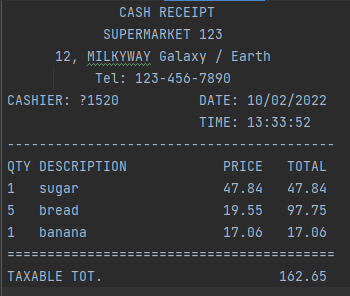 CASH RECEIPT
SUPERMARKET 123
12, MILKYWAY Galaxy / Earth
Tel: 123-456-7890
CASHIER: ?1520 DATE: 10/02/2022
TIME: 13:33:52
-----------------------------------------
QTY DESCRIPTION PRICE TOTAL
1 sugar 47.84 47.84
5 bread 19.55 97.75
1 banana 17.06 17.06
=========================================
TAXABLE TOT. 162.65